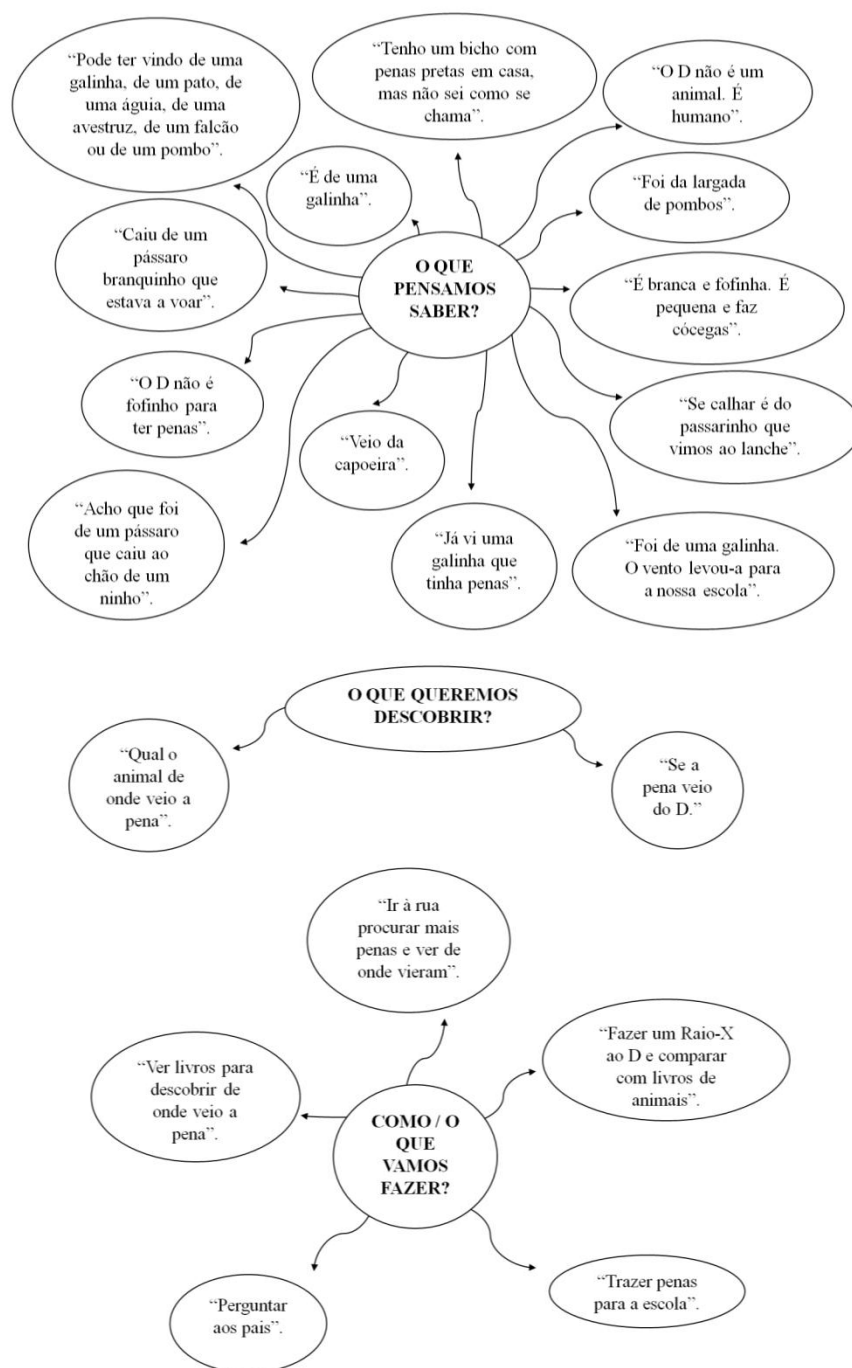 “Pode ter vindo de uma
galinha, de um pato, de
uma águia, de uma
avestruz, de um falcão
ou de um pombo”.
“Tenho um bicho com
penas pretas em casa,
mas não sei como se
chama”.
“O D não é um
animal. É
humano”.
“É de uma
galinha”.
“Foi da largada
de pombos”.
“Caiu de um
pássaro
branquinho que
estava a voar”.
O QUE
PENSAMOS
SABER?
“É branca e fofinha. É
pequena e faz
cócegas”.
“O D não é
fofinho para
ter penas”.
“Veio da
capoeira”.
“Se calhar é do
passarinho que
vimos ao lanche”.
“Acho que foi
de um pássaro
que caiu ao
chão de um
ninho”.
“Já vi uma
galinha que
tinha penas”.
“Foi de uma galinha.
O vento levou-a para
a nossa escola”.
O QUE QUEREMOS
DESCOBRIR?
“Qual o
animal de
onde veio a
pena”.
“Se a
pena veio
do D.”
“Ir à rua
procurar mais
penas e ver de
onde vieram”.
“Ver livros para
descobrir de
onde veio a
pena”.
“Fazer um Raio-X
ao D e comparar
com livros de
animais”.
COMO / O
QUE
VAMOS
FAZER?
“Perguntar
aos pais”.
“Trazer penas
para a escola”.